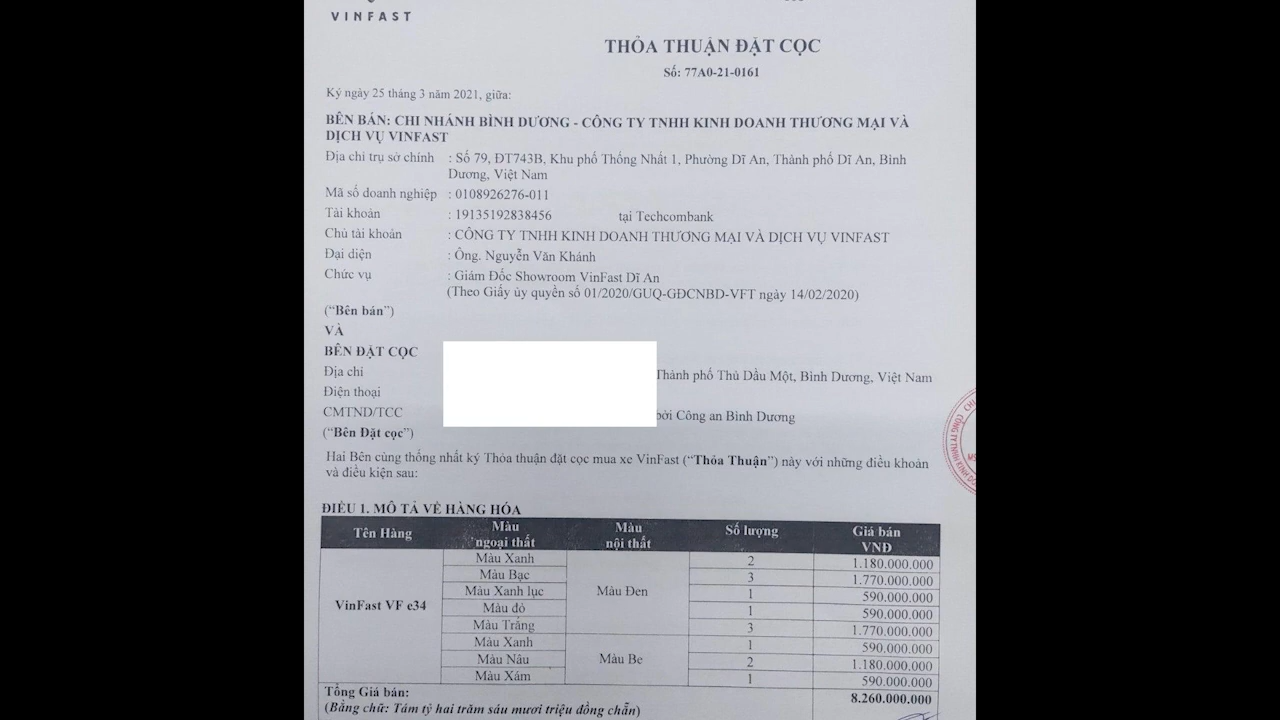 VINFAST
THỎA THUẬN ĐẶT CỌC
Số: 77A0-21-0161
Ký ngày 25 tháng 3 năm 2021, giữa:
BÊN BÁN: CHI NHÁNH BÌNH DƯƠNG - CÔNG TY TNHH KINH DOANH THƯƠNG MẠI VÀ
DỊCH VỤ VINFAST
Địa chỉ trụ sở chính : Số 79, ĐT743B, Khu phố Thống Nhất 1, Phường Dĩ An, Thành phố Dĩ An, Bình
Dương, Việt Nam
Mã số doanh nghiệp : 0108926276-011
Tài khoản : 19135192838456 tại Techcombank
Chủ tài khoản : CÔNG TY TNHH KINH DOANH THƯƠNG MẠI VÀ DỊCH VỤ VINFAST
Đại diện : Ông. Nguyễn Văn Khánh
Chức vụ : Giám Đốc Showroom VinFast Dĩ An
(Theo Giấy ủy quyền số 01/2020/GUQ-GĐCNBD-VFT ngày 14/02/2020)
(“Bên bán”)
VÀ
BÊN ĐẶT CỌC
Địa chỉ Thành phố Thủ Dầu Một, Bình Dương, Việt Nam
Điện thoại
CMTND/TCC bởi Công an Bình Dương
(“Bên Đặt cọc”)
Hai Bên cùng thống nhất ký Thỏa thuận đặt cọc mua xe VinFast (“Thỏa Thuận”) này với những điều khoản
và điều kiện sau:
ĐIỀU 1. MÔ TẢ VỀ HÀNG HÓA
Tên Hàng Màu ngoại thất Màu nội thất Số lượng Giá bán VNĐ
Màu Xanh 2 1.180.000.000
Màu Bạc 3 1.770.000.000
Màu Xanh lục Màu Đen 1 590.000.000
VinFast VF e34 Màu đỏ 1 590.000.000
Màu Trắng 3 1.770.000.000
Màu Xanh 1 590.000.000
Màu Nâu Màu Be 2 1.180.000.000
Màu Xám 1 590.000.000
Tổng Giá bán: 8.260.000.000
(Bằng chữ: Tám tỷ hai trăm sáu mươi triệu đồng chẵn)